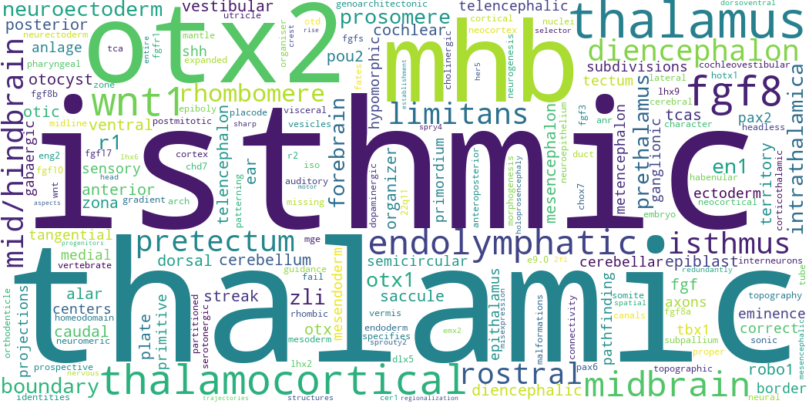 neuroectoderm
vestibular
genoarchitectonic
telencephalic
dorsoventral
posterior
neurectoderm
utricle
otd
rise
organiser
crest
prosomere
cortical
nuclei
thalamus
anlage
tca
entire
mantle
expanded
fgfs
cochlear
neocortex
selector
pharyngeal
zone
fgfr1
shh
otx2
mhb
cholinergic
neurogenesis
diencephalon
otocyst
fgf8b
wnt1
rhombomere
fates
pou2
hypomorphic
establishment
her5
subdivisions
cochleovestibular
tectum
lateral
hotx1
fgf8
mid/hindbrain
otic
midline
epiboly
placode
visceral
vesicles
sharp
limitans
spry4
fgf3
anr
lhx9
cerebral
tcas
character
pax2
headless
gabaergic
ventral
postmitotic
telencephalon
forebrain
mesencephalon
neuroepithelium
prethalamus
ganglionic
metencephalon
intrathalamic
r1
eng2
fgf17
lhx6
cortex
r2
iso
chd7
fgf10
sensory
head
wnt
aspects
anterior
gradient
arch
zona
patterning
ear
auditory
motor
missing
dopaminergic
22q11
organizer
primordium
anteroposterior
morphogenesis
holoprosencephaly
duct
chox7
en1
ectoderm
habenular
neocortical
embryo
territory
corticothalamic
isthmic
tangential
progenitors
medial
vertebrate
pretectum
mge
dorsal
cerebellum
guidance
fail
endolymphatic
semicircular
e9.0
isthmus
cerebellar
epiblast
interneurons
redundantly
tube
orthodenticle
projections
alar
centers
homeodomain
caudal
neuromeric
prospective
nervous
plate
primitive
streak
partitioned
serotonergic
zli
rhombic
otx
mesoderm
lhx2
mesendoderm
otx1
saccule
vermis
endoderm
specifies
sprouty2
dlx5
emx2
misexpression
epithalamus
malformations
connectivity
pax6
pathfinding
topographic
somite
spatial
canals
fgf
axons
fgf8a
tbx1
subpallium
proper
robo1
topography
eminence
correct
sonic
border
neural
mesenchyme
thalamic
boundary
identities
thalamocortical
trajectories
structures
cer1
regionalization
rostral
diencephalic
midbrain